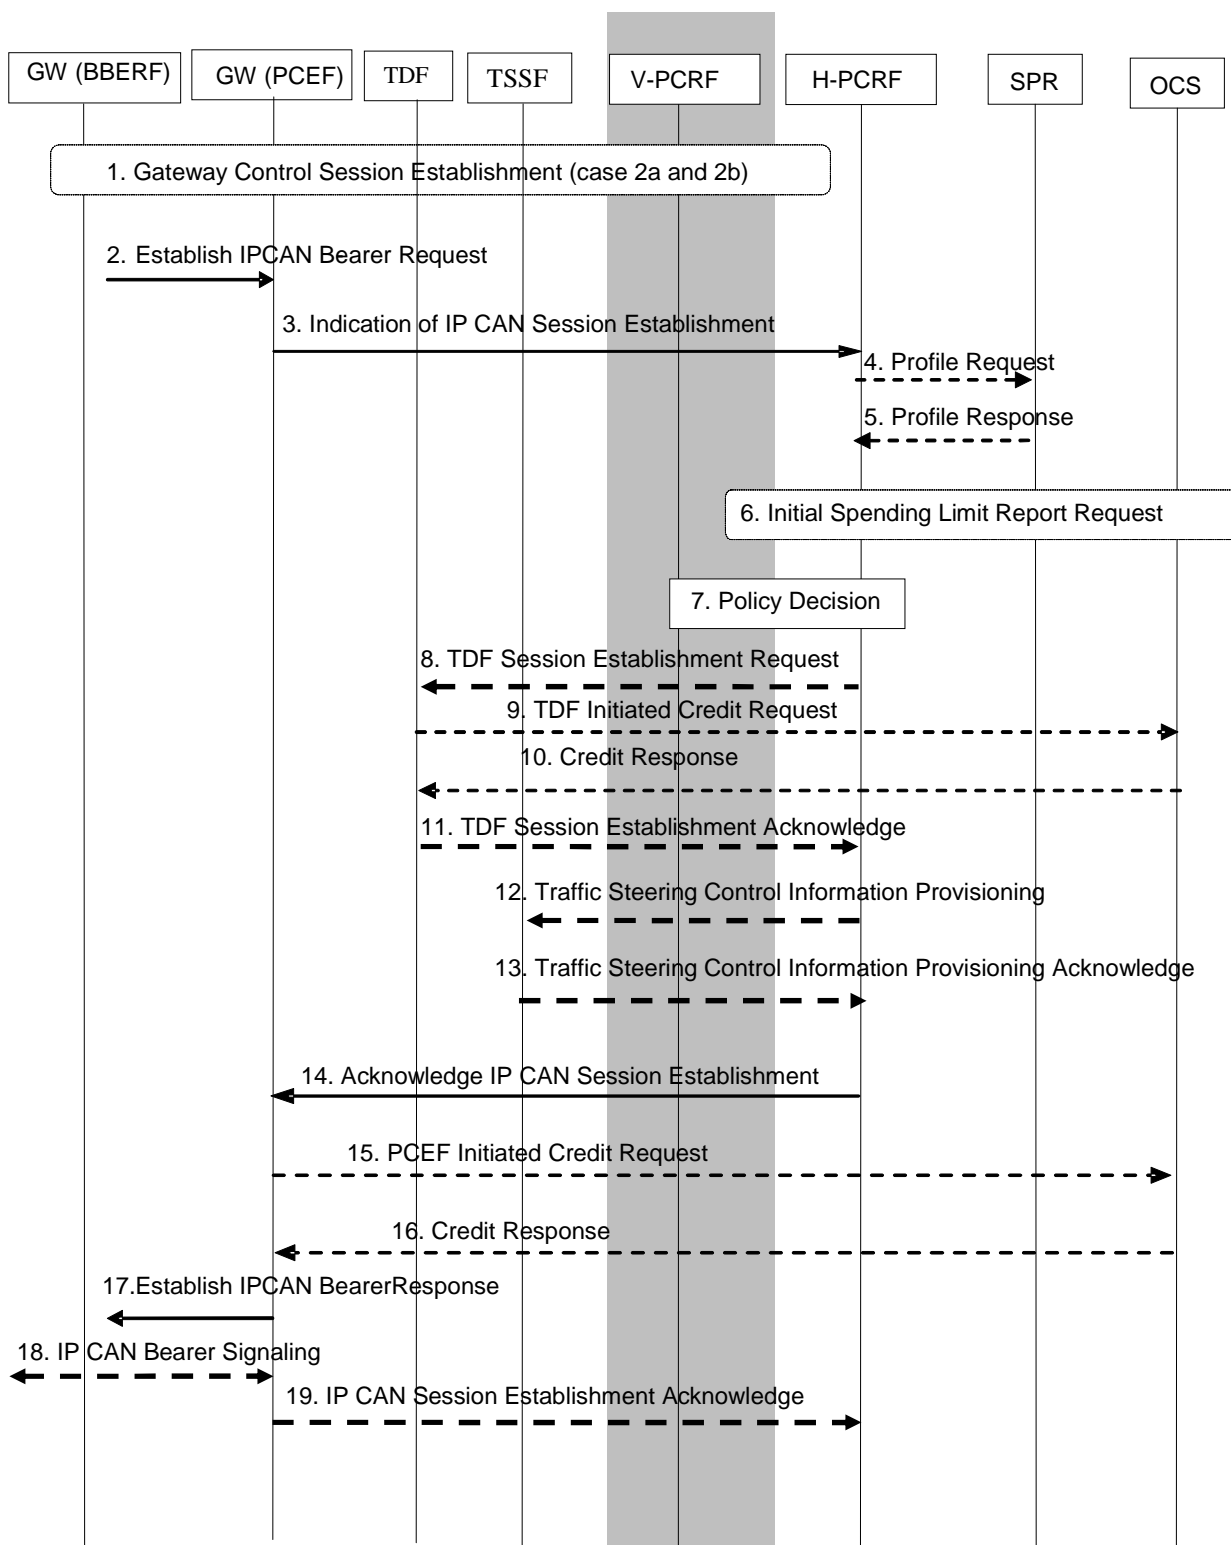 GW (BBERF)
GW (PCEF)
TDF
TSSF
V-PCRF
H-PCRF
SPR
OCS
1. Gateway Control Session Establishment (case 2a and 2b)
2. Establish IPCAN Bearer Request
3. Indication of IP CAN Session Establishment
4. Profile Request
5. Profile Response
6. Initial Spending Limit Report Request
7. Policy Decision
8. TDF Session Establishment Request
9. TDF Initiated Credit Request
10. Credit Response
11. TDF Session Establishment Acknowledge
12. Traffic Steering Control Information Provisioning
13. Traffic Steering Control Information Provisioning Acknowledge
14. Acknowledge IP CAN Session Establishment
15. PCEF Initiated Credit Request
16. Credit Response
17.Establish IPCAN BearerResponse
18. IP CAN Bearer Signaling
19. IP CAN Session Establishment Acknowledge